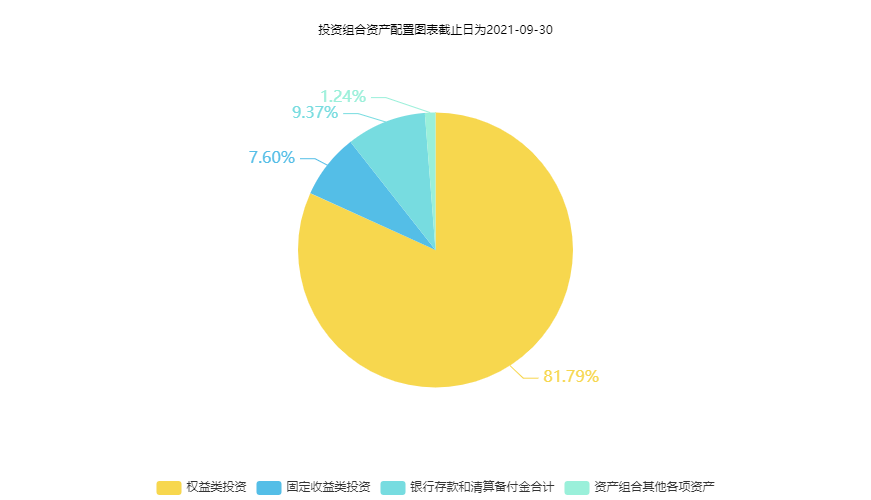 投资组合资产配置图表截止日为2021-09-30
1.24%
9.37%
7.60%
81.79%
权益类投资 固定收益类投资 银行存款和清算备付金合计 资产组合其他各项资产